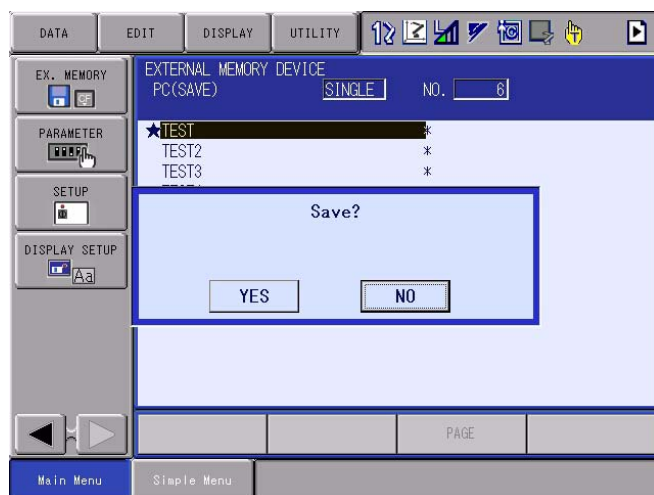 DATA EDIT DISPLAY UTILITY
EX. MEMORY
CF
PARAMETER
SETUP
DISPLAY SETUP
Aa
EXTERNAL MEMORY DEVICE
PC(SAVE) SINGLE NO. 6
★TEST *
TEST2 *
TEST3 *
Save?
YES NO
PAGE
Main Menu Simple Menu